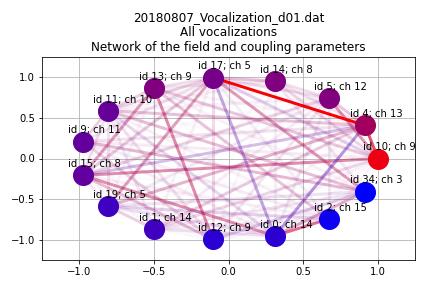 20180807_Vocalization_d01.dat
All vocalizations
Network of the field and coupling parameters
id 17; ch 5
id 14; ch 8
id 13; ch 9
id 5; ch 12
id 11; ch 10
id 4; ch 13
id 9; ch 11
id 10; ch 9
id 15; ch 8
id 34; ch 3
id 19; ch 5
id 2; ch 15
id 1; ch 14
id 12; ch 9
id 0; ch 14
1.0
0.5
0.0
−0.5
−1.0
−1.0
−0.5
0.0
0.5
1.0